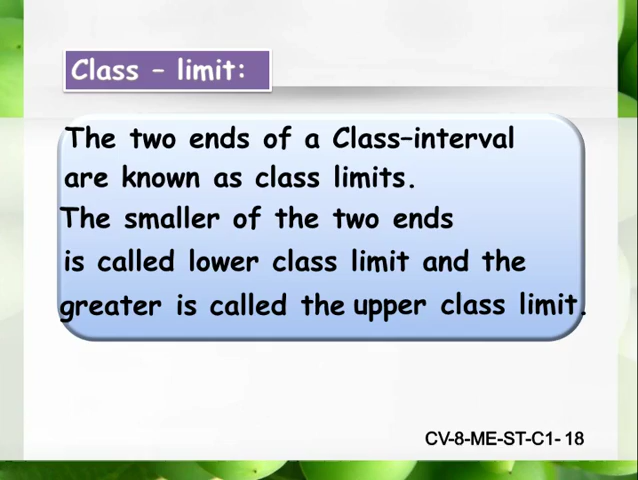 Class – limit:
The two ends of a Class–interval
are known as class limits.
The smaller of the two ends
is called lower class limit and the
greater is called the upper class limit.
CV-8-ME-ST-C1- 18